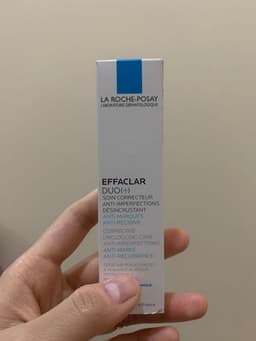 LA ROCHE-POSAY
LABORATOIRE DERMATOLOGIQUE
EFFACLAR
DUO(+)
SOIN CORRECTEUR
ANTI-IMPERFECTIONS
DÉSINCRUSTANT
ANTI-MARQUES
ANTI-RÉCIDIVE
CORRECTIVE
UNCLOGGING CARE
ANTI-IMPERFECTIONS
ANTI-MARKS
ANTI-RECURRENCE